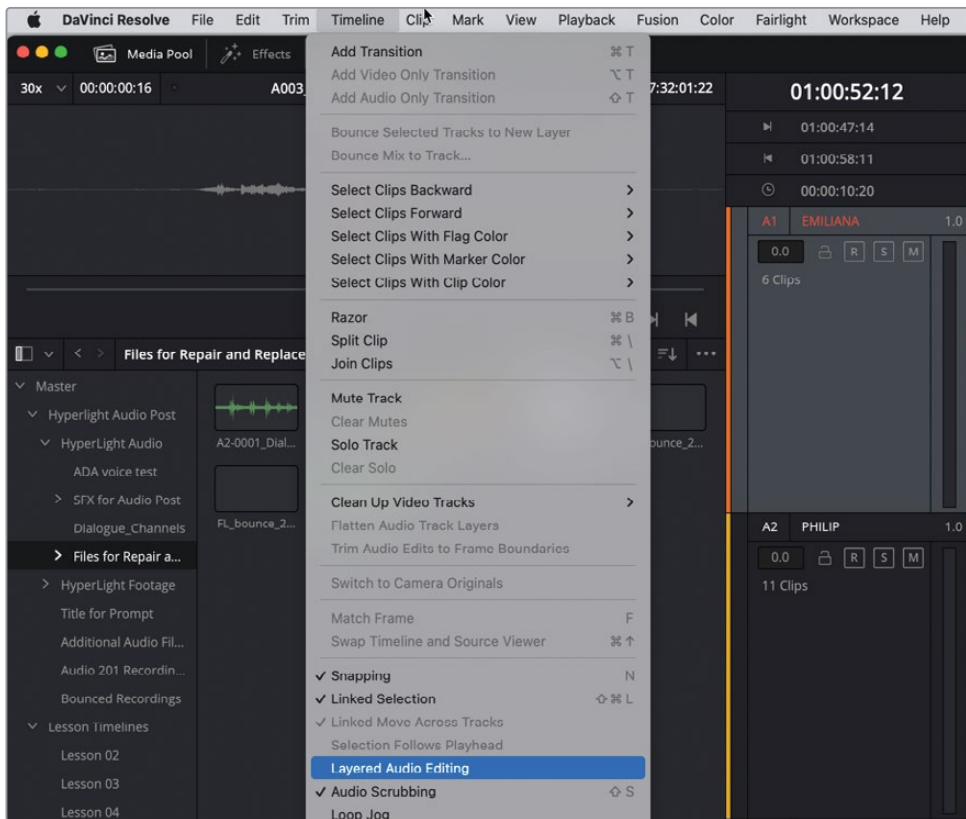 DaVinci Resolve File Edit Trim Timeline Clip Mark View Playback Fusion Color Fairlight Workspace Help
Media Pool Effects
30x 00:00:00:16 A003_ 7:32:01:22
Add Transition ⌘ T
Add Video Only Transition ⌥ T
Add Audio Only Transition ⇧ T
Bounce Selected Tracks to New Layer
Bounce Mix to Track...
Select Clips Backward
Select Clips Forward
Select Clips With Flag Color
Select Clips With Marker Color
Select Clips With Clip Color
Razor ⌘ B
Split Clip ⌘ \
Join Clips ⌥ \
Mute Track
Clear Mutes
Solo Track
Clear Solo
Clean Up Video Tracks
Flatten Audio Track Layers
Trim Audio Edits to Frame Boundaries
Switch to Camera Originals
Match Frame F
Swap Timeline and Source Viewer ⌘ ↑
✓ Snapping N
✓ Linked Selection ⇧ ⌘ L
✓ Linked Move Across Tracks
Selection Follows Playhead
Layered Audio Editing
✓ Audio Scrubbing ⇧ S
Loop Jog
01:00:52:12
01:00:47:14
01:00:58:11
00:00:10:20
A1 EMILIANA 1.0
0.0 R S M
6 Clips
A2 PHILIP 1.0
0.0 R S M
11 Clips
Files for Repair and Replace
Master
Hyperlight Audio Post
HyperLight Audio
ADA voice test
SFX for Audio Post
Dialogue_Channels
Files for Repair a...
HyperLight Footage
Title for Prompt
Additional Audio Fil...
Audio 201 Recordin...
Bounced Recordings
Lesson Timelines
Lesson 02
Lesson 03
Lesson 04
A2-0001_Dial...
ounce_2...
FL_bounce_2...